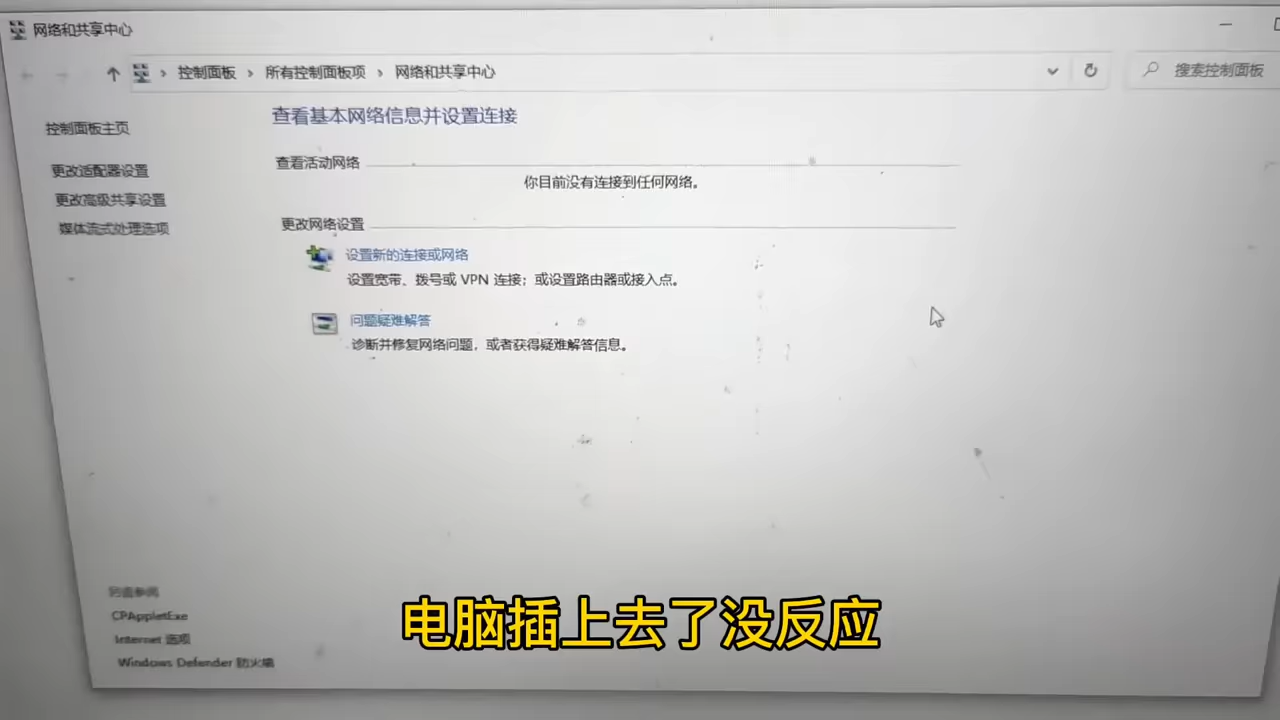 网络和共享中心
控制面板 › 所有控制面板项 › 网络和共享中心
搜索控制面板
控制面板主页
更改适配器设置
更改高级共享设置
媒体流式处理选项
查看基本网络信息并设置连接
查看活动网络
你目前没有连接到任何网络。
更改网络设置
设置新的连接或网络
设置宽带、拨号或 VPN 连接；或设置路由器或接入点。
问题疑难解答
诊断并修复网络问题，或者获得疑难解答信息。
另请参阅
CPAppletExe
Internet 选项
Windows Defender 防火墙
电脑插上去了没反应